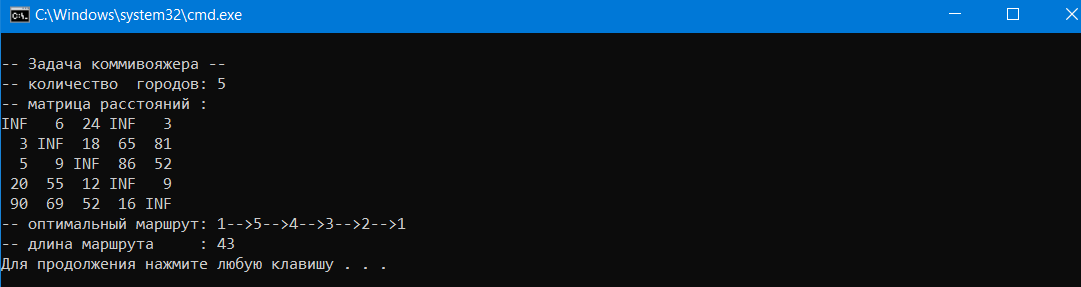 C:\Windows\system32\cmd.exe
-- Задача коммивояжера --
-- количество  городов: 5
-- матрица расстояний :
INF   6  24 INF   3
  3 INF  18  65  81
  5   9 INF  86  52
 20  55  12 INF   9
 90  69  52  16 INF
-- оптимальный маршрут: 1-->5-->4-->3-->2-->1
-- длина маршрута     : 43
Для продолжения нажмите любую клавишу . . .